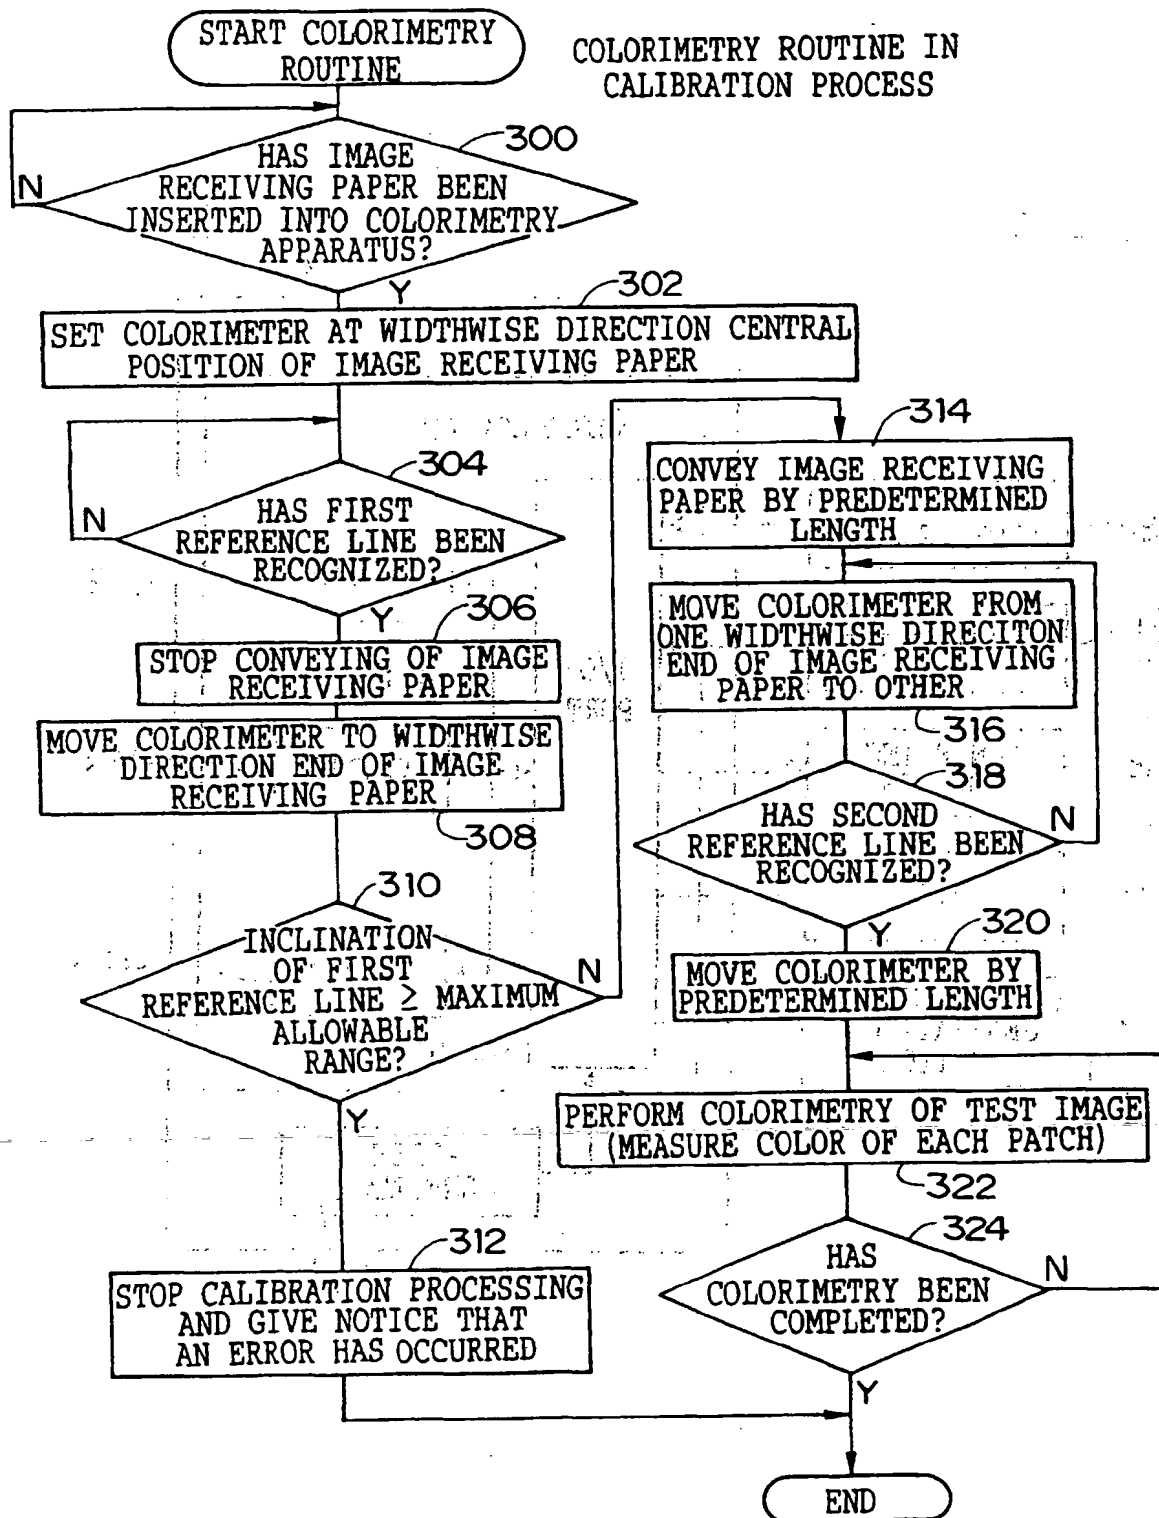 START COLORIMETRY
ROUTINE
COLORIMETRY ROUTINE IN
CALIBRATION PROCESS
300
HAS IMAGE
RECEIVING PAPER BEEN
INSERTED INTO COLORIMETRY
APPARATUS?
N
Y
302
SET COLORIMETER AT WIDTHWISE DIRECTION CENTRAL
POSITION OF IMAGE RECEIVING PAPER
304
HAS FIRST
REFERENCE LINE BEEN
RECOGNIZED?
N
Y
306
STOP CONVEYING OF IMAGE
RECEIVING PAPER
MOVE COLORIMETER TO WIDTHWISE
DIRECTION END OF IMAGE
RECEIVING PAPER
308
310
INCLINATION
OF FIRST
REFERENCE LINE ≥ MAXIMUM
ALLOWABLE
RANGE?
N
Y
312
STOP CALIBRATION PROCESSING
AND GIVE NOTICE THAT
AN ERROR HAS OCCURRED
314
CONVEY IMAGE RECEIVING
PAPER BY PREDETERMINED
LENGTH
MOVE COLORIMETER FROM
ONE WIDTHWISE DIRECITON
END OF IMAGE RECEIVING
PAPER TO OTHER
316
318
HAS SECOND
REFERENCE LINE BEEN
RECOGNIZED?
N
Y
320
MOVE COLORIMETER BY
PREDETERMINED LENGTH
PERFORM COLORIMETRY OF TEST IMAGE
(MEASURE COLOR OF EACH PATCH)
322
324
HAS
COLORIMETRY BEEN
COMPLETED?
N
Y
END